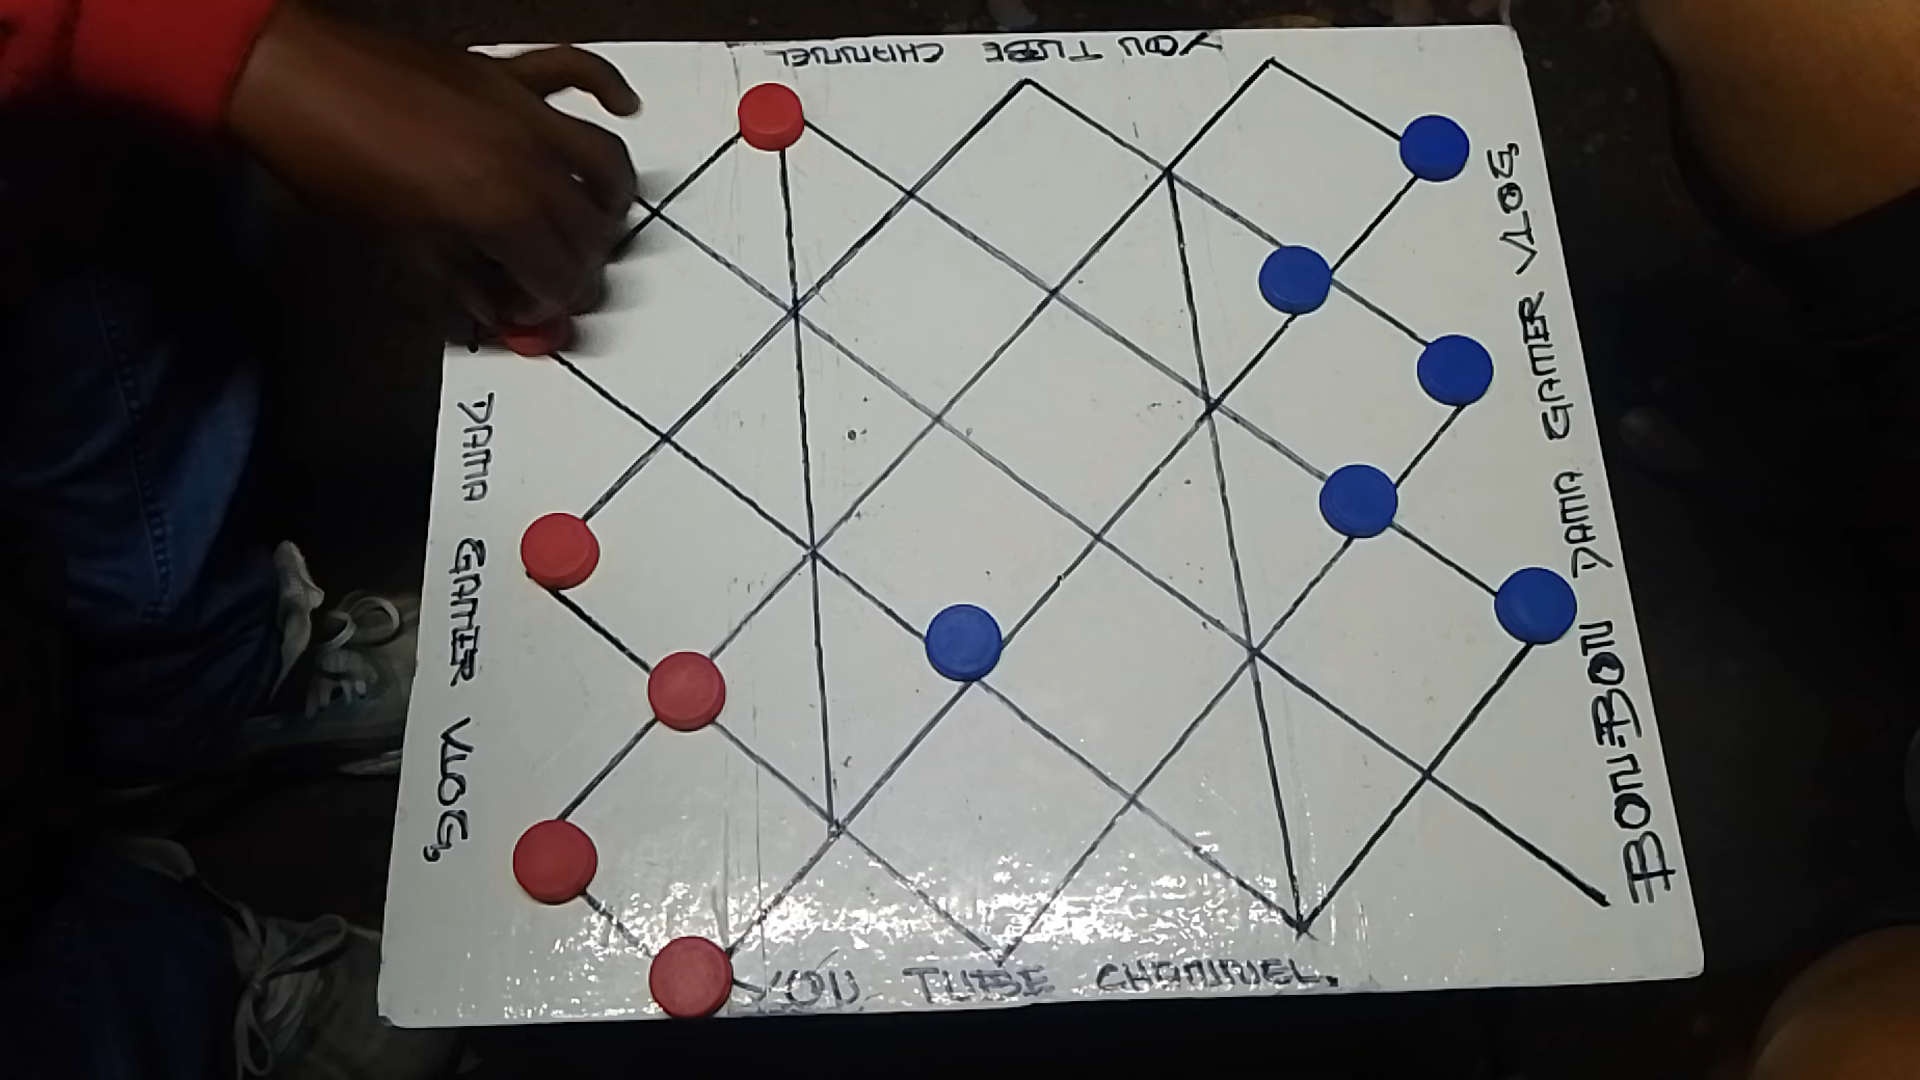 YOU TUBE CHANNEL
BON-BON DAMA GAMER VLOG
DAMA GAMER VLOG,
YOU TUBE CHANNEL.